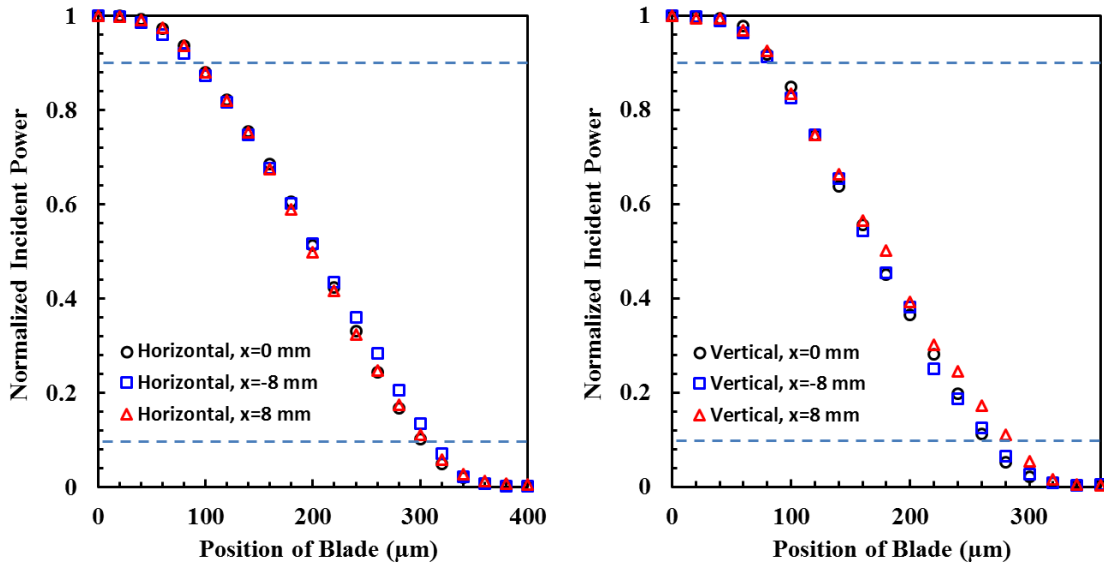 Normalized Incident Power
1
0.8
0.6
0.4
0.2
0
Horizontal, x=0 mm
Horizontal, x=-8 mm
Horizontal, x=8 mm
0 100 200 300 400
Position of Blade (µm)
Normalized Incident Power
1
0.8
0.6
0.4
0.2
0
Vertical, x=0 mm
Vertical, x=-8 mm
Vertical, x=8 mm
0 100 200 300
Position of Blade (µm)